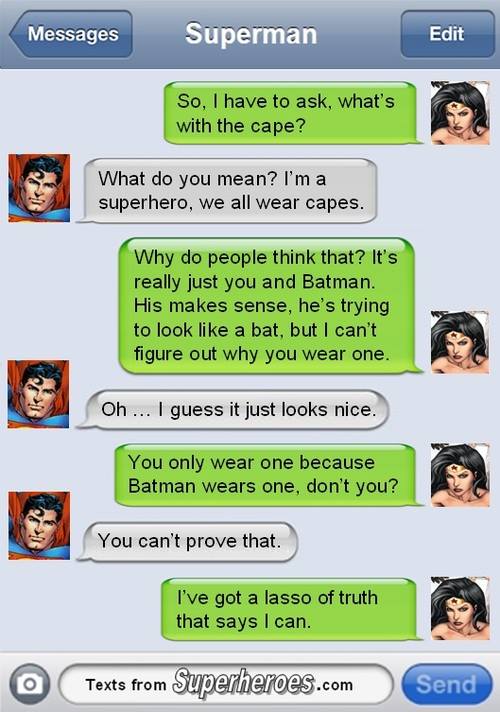 Messages
Superman
Edit
So, I have to ask, what's
with the cape?
What do you mean? I'm a
superhero, we all wear capes.
Why do people think that? It's
really just you and Batman.
His makes sense, he's trying
to look like a bat, but I can't
figure out why you wear one.
Oh ... I guess it just looks nice.
You only wear one because
Batman wears one, don't you?
You can't prove that.
I've got a lasso of truth
that says I can.
Texts from Superheroes.com
Send